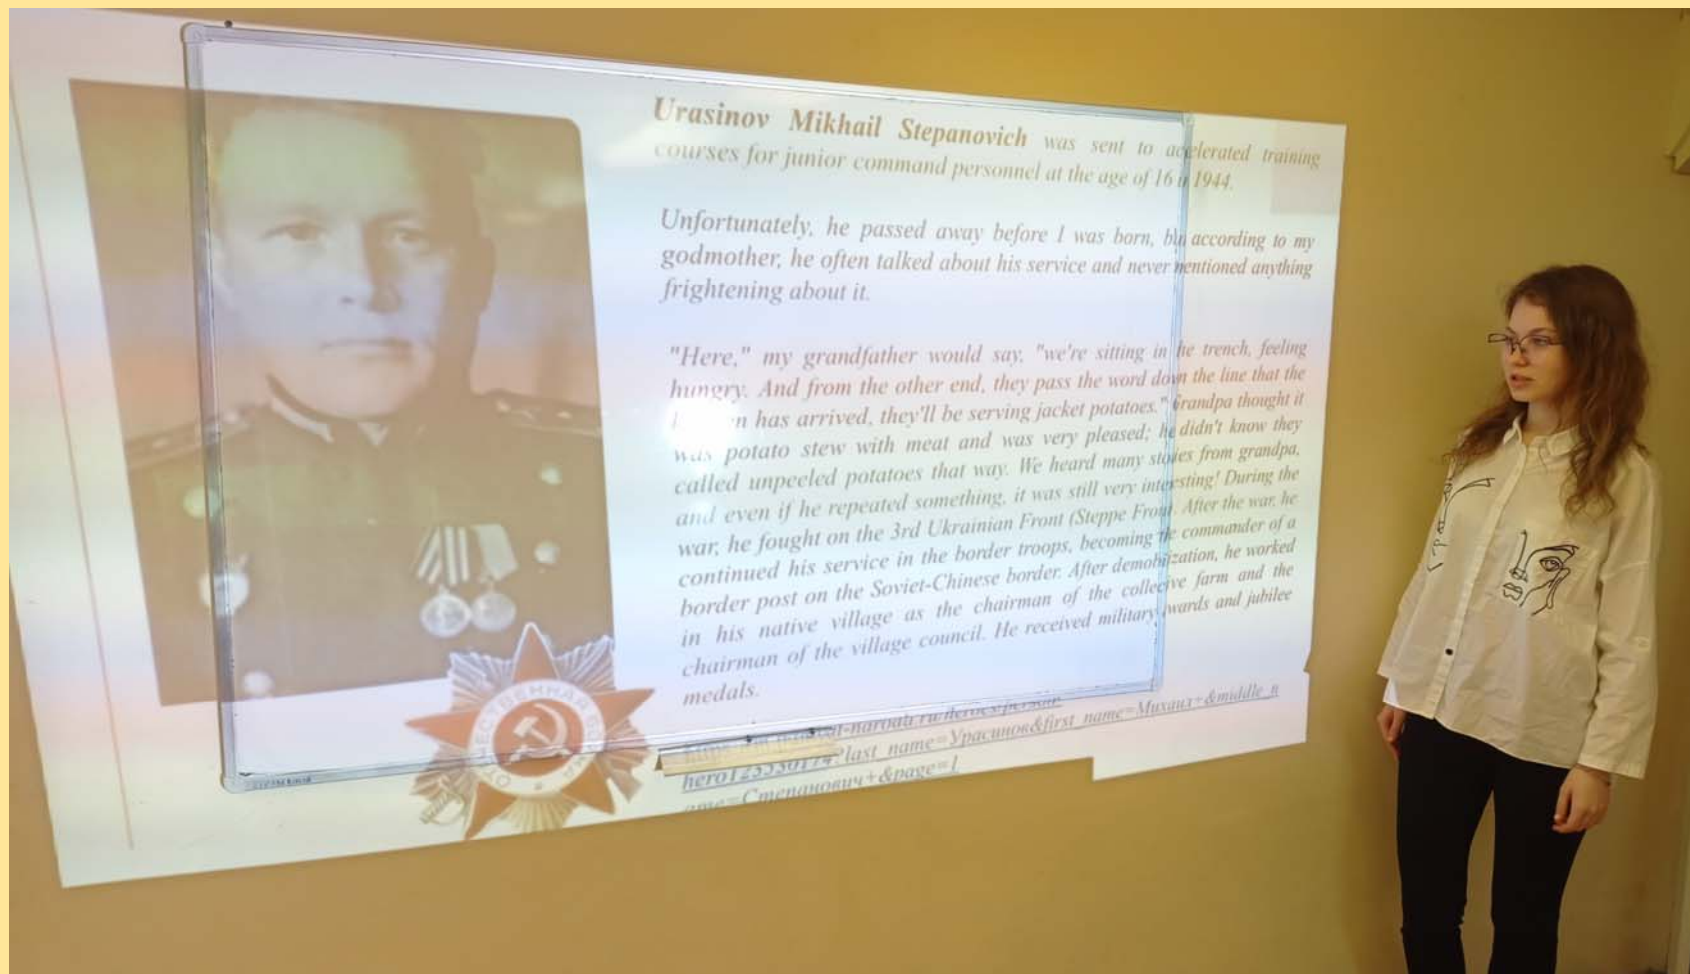 Urasinov Mikhail Stepanovich was sent to accelerated training
courses for junior command personnel at the age of 16 in 1944.
Unfortunately, he passed away before I was born, but according to my
godmother, he often talked about his service and never mentioned anything
frightening about it.
"Here," my grandfather would say, "we're sitting in the trench, feeling
hungry. And from the other end, they pass the word down the line that the
has arrived, they'll be serving jacket potatoes." Grandpa thought it
was potato stew with meat and was very pleased; he didn't know they
called unpeeled potatoes that way. We heard many stories from grandpa,
and even if he repeated something, it was still very interesting! During the
war, he fought on the 3rd Ukrainian Front (Steppe Front). After the war, he
continued his service in the border troops, becoming the commander of a
border post on the Soviet-Chinese border. After demobilization, he worked
in his native village as the chairman of the collective farm and the
chairman of the village council. He received military awards and jubilee
medals.
?last_name=Урасинов&first_name=Михаил+&middle_n
ame=Степанович+&page=1
ОТЕЧЕСТВЕННАЯ ВОЙНА